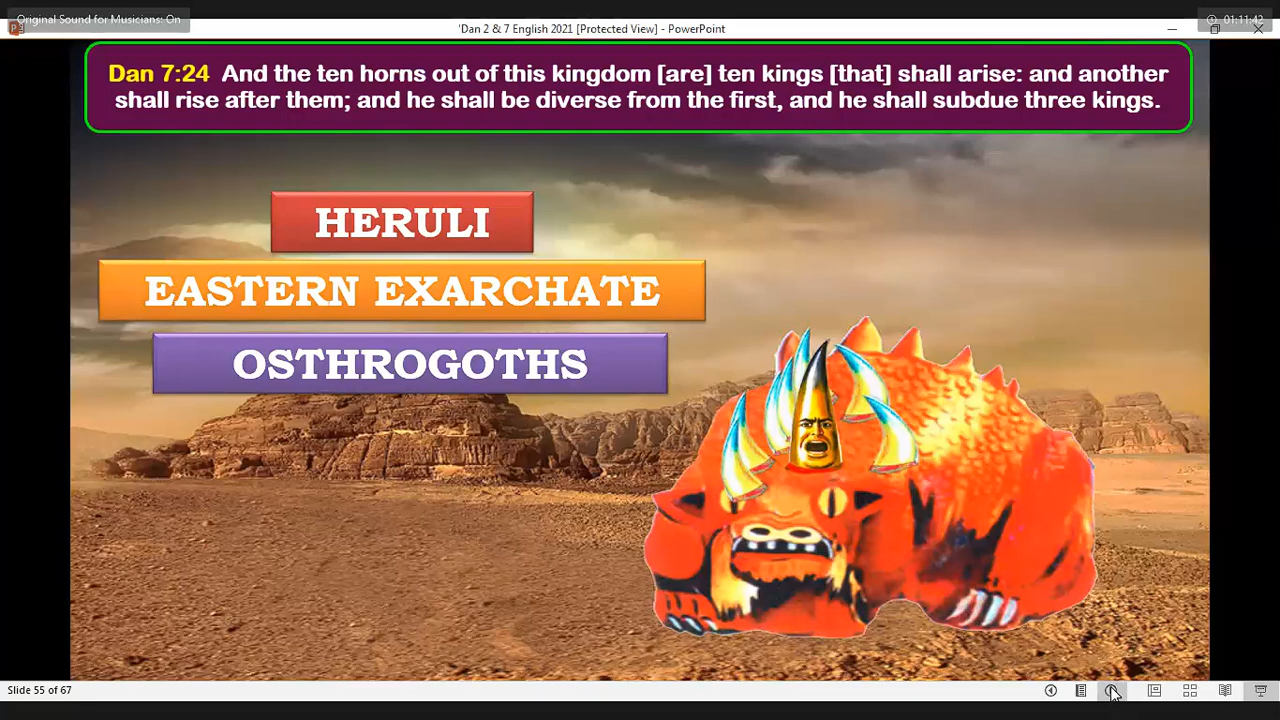 Original Sound for Musicians: On
01:11:42
'Dan 2 & 7 English 2021 [Protected View] - PowerPoint
Dan 7:24 And the ten horns out of this kingdom [are] ten kings [that] shall arise: and another
shall rise after them; and he shall be diverse from the first, and he shall subdue three kings.
HERULI
EASTERN EXARCHATE
OSTHROGOTHS
Slide 55 of 67